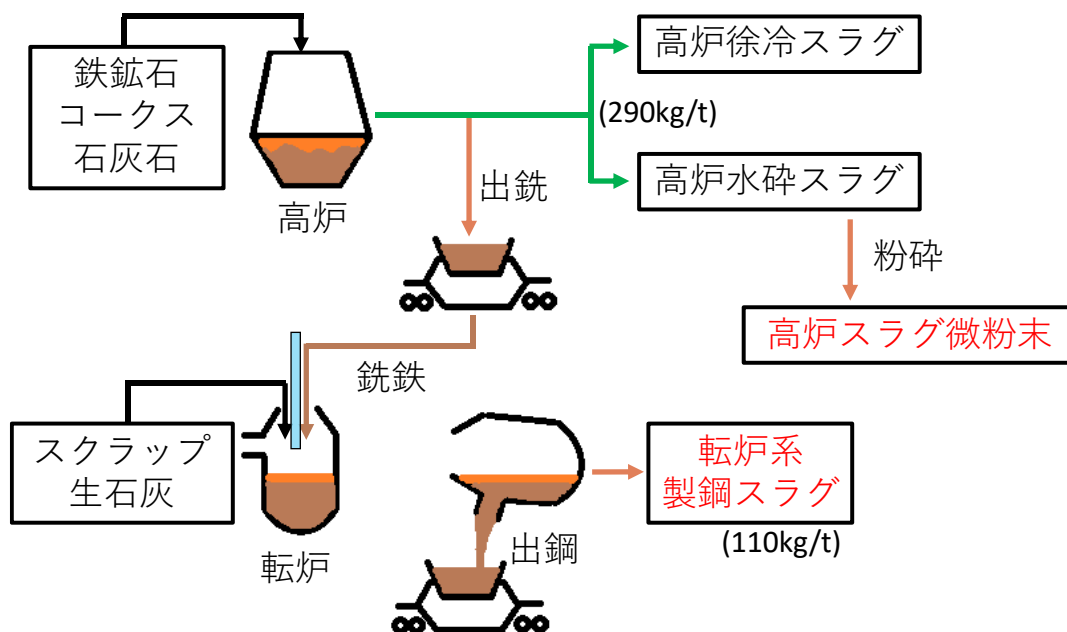 鉄鉱石
コークス
石灰石
高炉
出銑
高炉徐冷スラグ
(290kg/t)
高炉水砕スラグ
粉砕
高炉スラグ微粉末
銑鉄
スクラップ
生石灰
転炉
出鋼
転炉系
製鋼スラグ
(110kg/t)